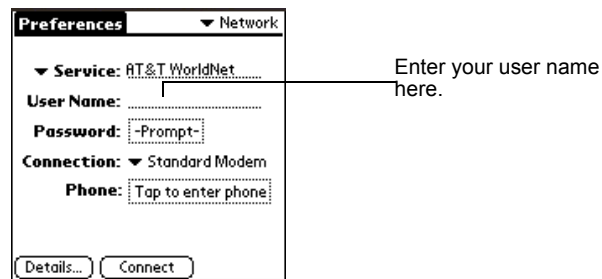 Preferences ▼ Network
▼ Service: AT&T WorldNet
User Name:
Password: -Prompt-
Connection: ▼ Standard Modem
Phone: Tap to enter phone
Details... Connect
Enter your user name
here.